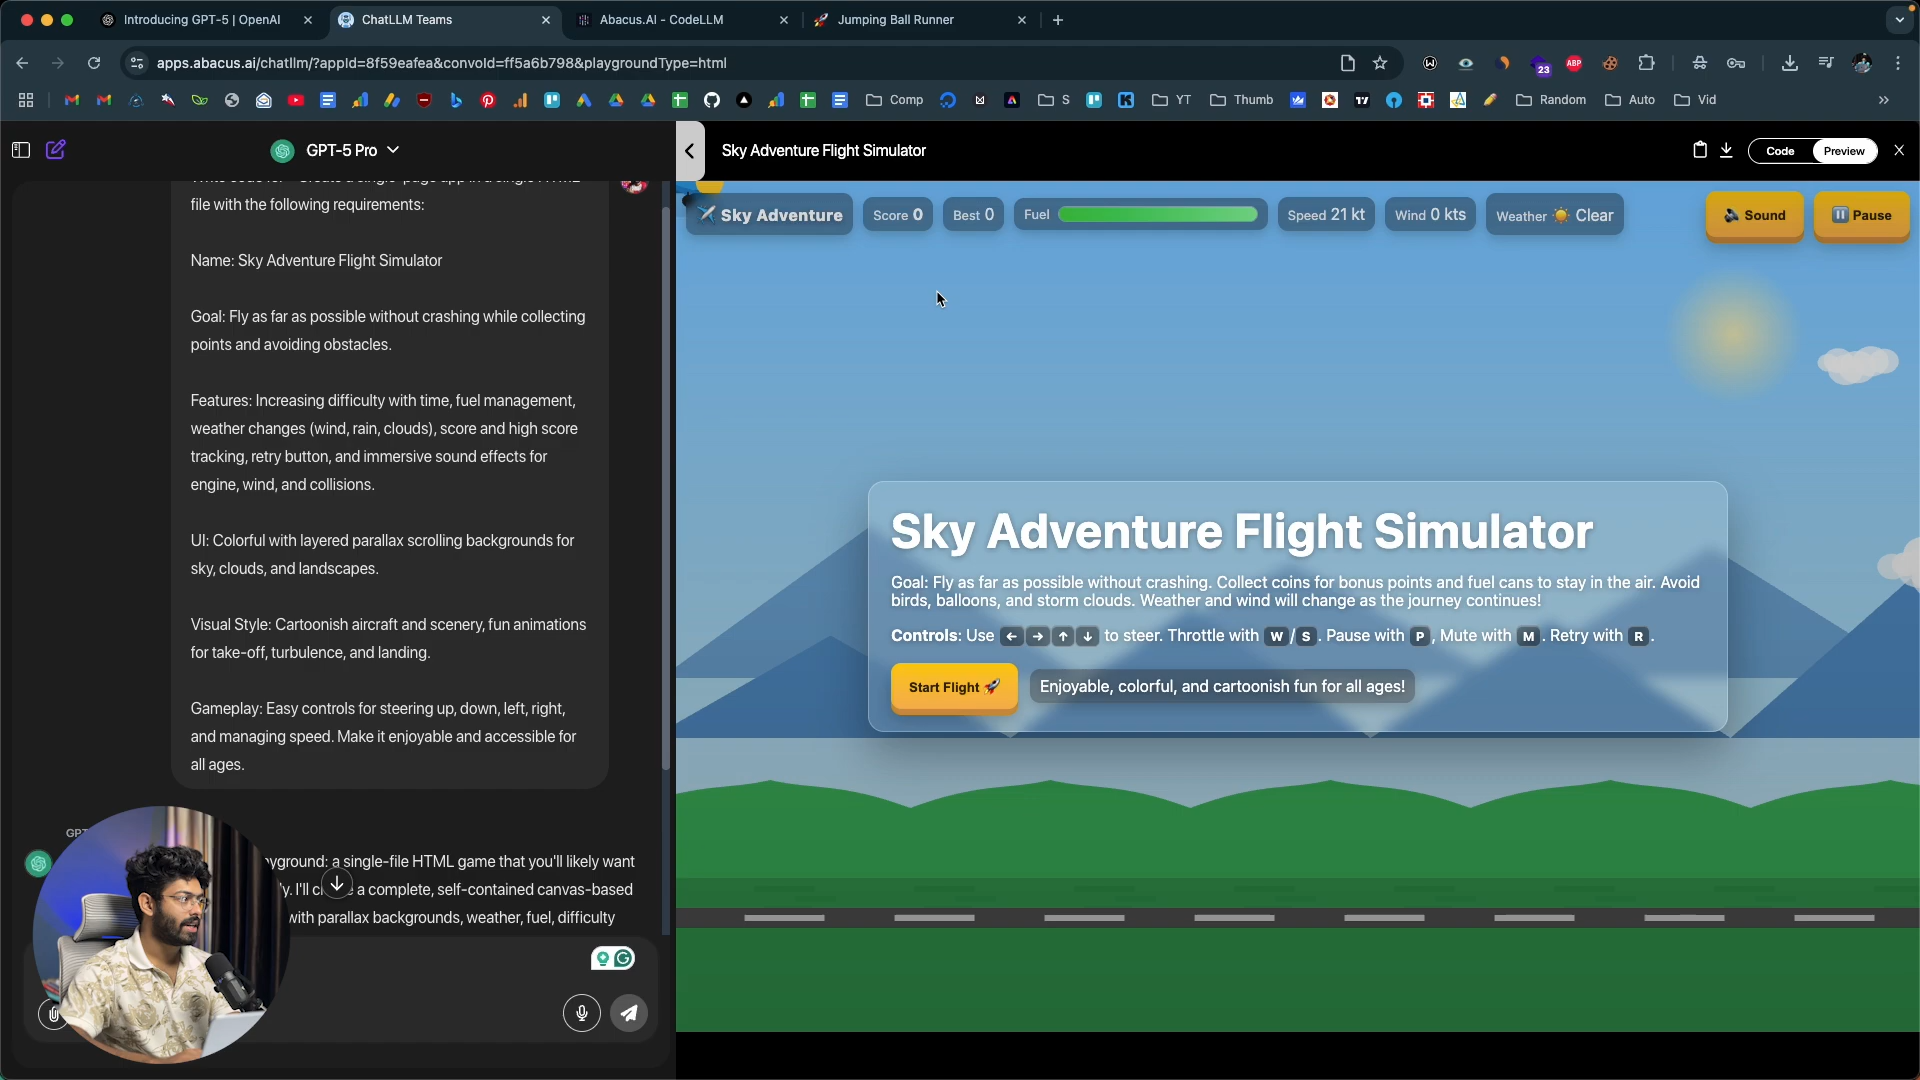 Introducing GPT-5 | OpenAI
ChatLLM Teams
Abacus.AI - CodeLLM
Jumping Ball Runner
apps.abacus.ai/chatllm/?appId=8f59eafea&convoId=ff5a6b798&playgroundType=html
23
ABP
Comp
S
YT
Thumb
Random
Auto
Vid
GPT-5 Pro
Sky Adventure Flight Simulator
Code
Preview
file with the following requirements:
Name: Sky Adventure Flight Simulator
Goal: Fly as far as possible without crashing while collecting
points and avoiding obstacles.
Features: Increasing difficulty with time, fuel management,
weather changes (wind, rain, clouds), score and high score
tracking, retry button, and immersive sound effects for
engine, wind, and collisions.
UI: Colorful with layered parallax scrolling backgrounds for
sky, clouds, and landscapes.
Visual Style: Cartoonish aircraft and scenery, fun animations
for take-off, turbulence, and landing.
Gameplay: Easy controls for steering up, down, left, right,
and managing speed. Make it enjoyable and accessible for
all ages.
a single-file HTML game that you'll likely want
a complete, self-contained canvas-based
with parallax backgrounds, weather, fuel, difficulty
Sky Adventure
Score 0
Best 0
Fuel
Speed 21 kt
Wind 0 kts
Weather ☀️ Clear
Sound
Pause
Sky Adventure Flight Simulator
Goal: Fly as far as possible without crashing. Collect coins for bonus points and fuel cans to stay in the air. Avoid
birds, balloons, and storm clouds. Weather and wind will change as the journey continues!
Controls: Use ← → ↑ ↓ to steer. Throttle with W / S . Pause with P , Mute with M . Retry with R .
Start Flight 🚀
Enjoyable, colorful, and cartoonish fun for all ages!